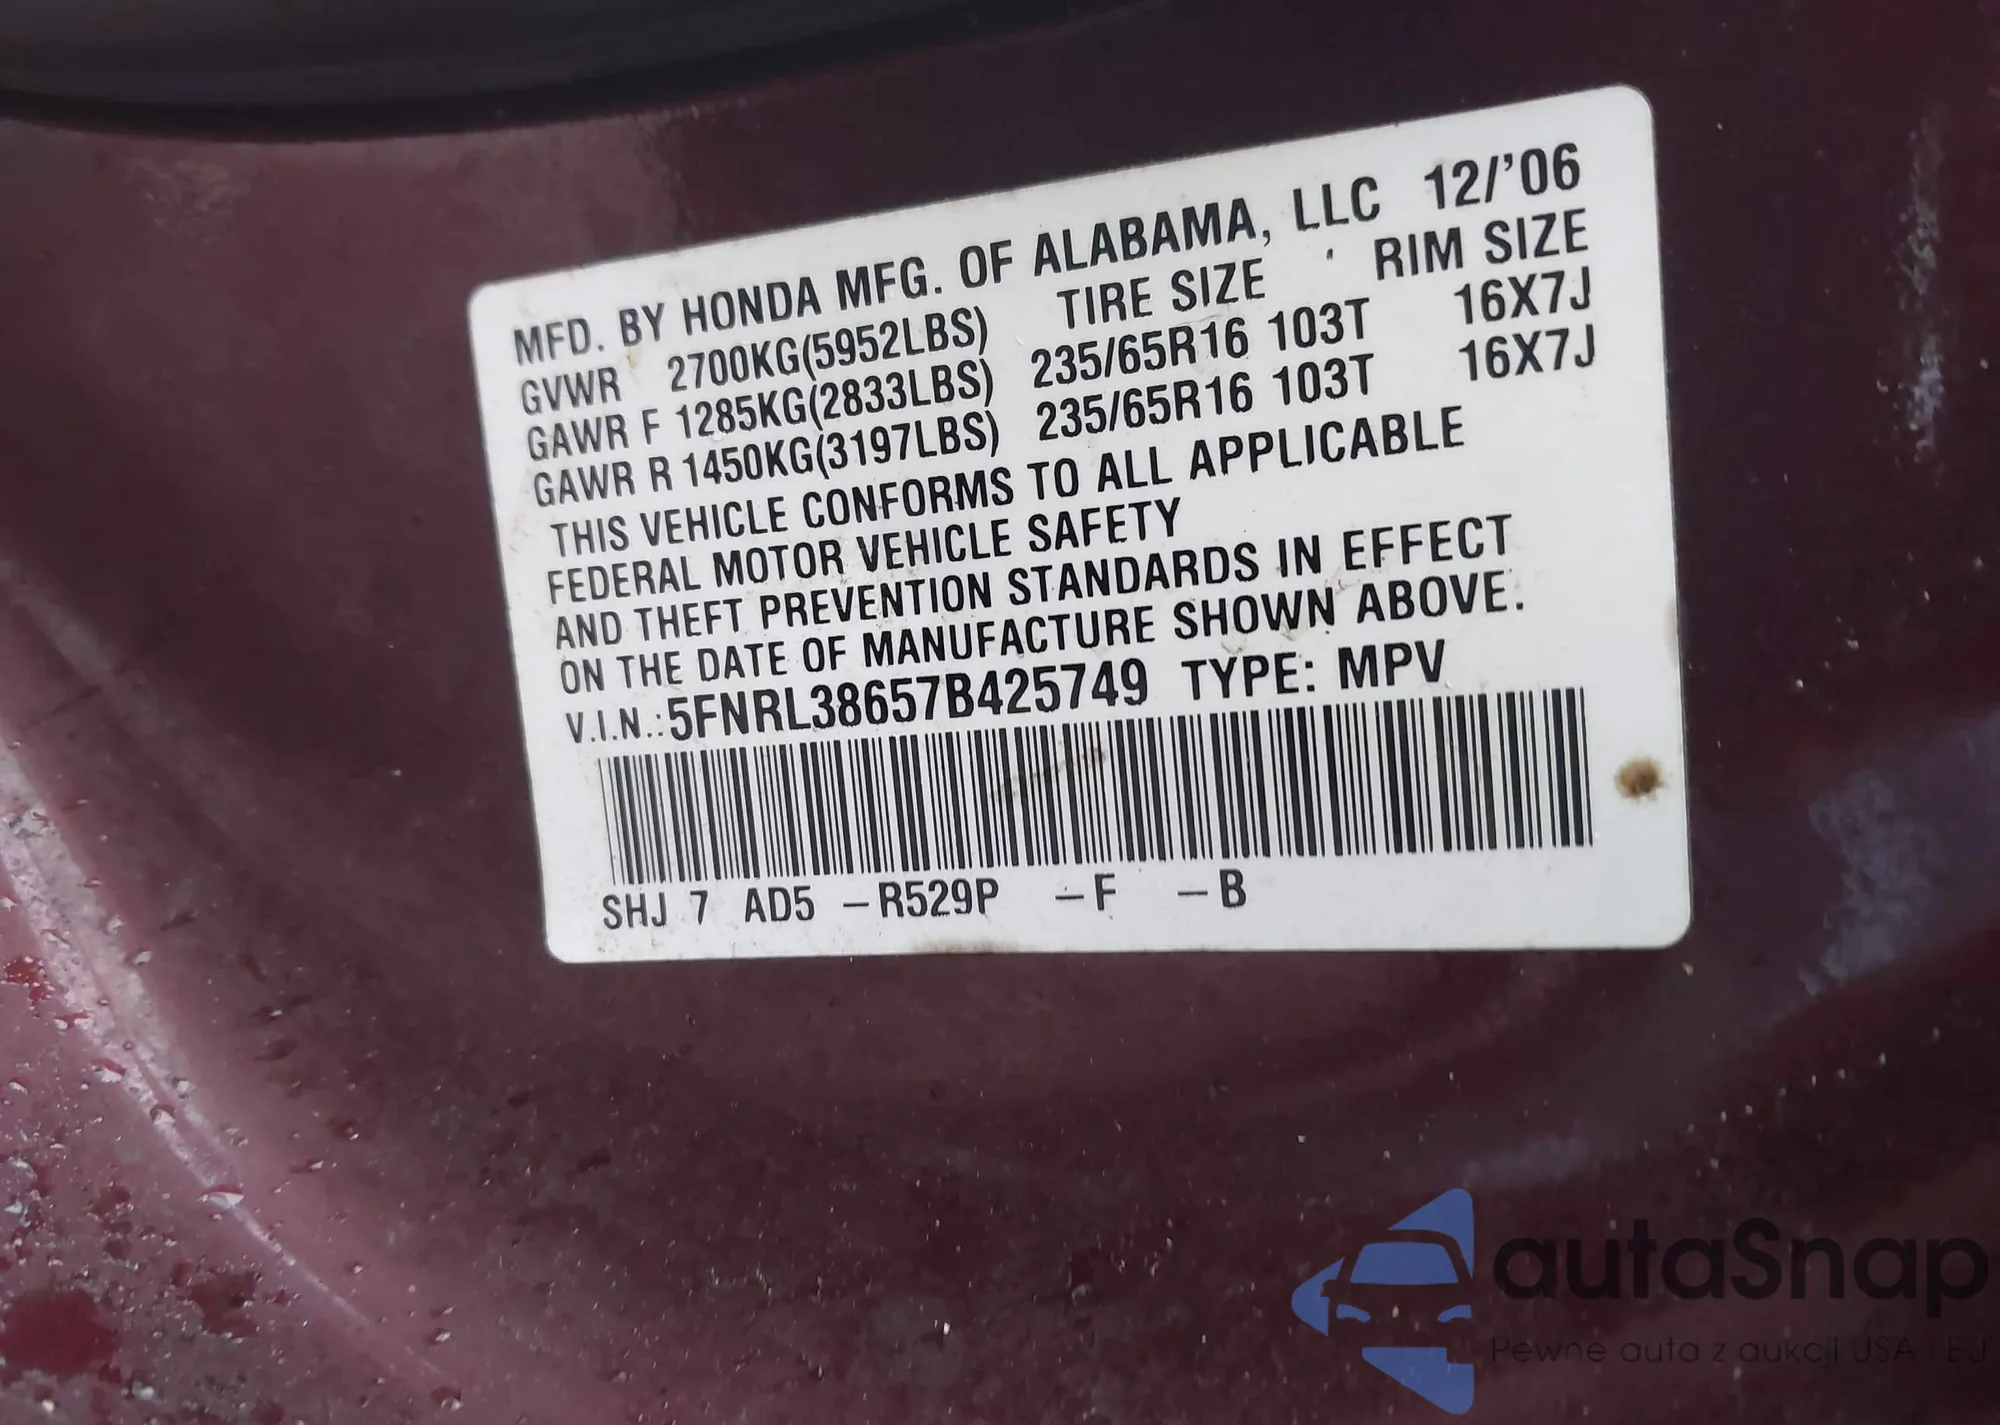 MFD. BY HONDA MFG. OF ALABAMA, LLC 12/'06
GVWR 2700KG(5952LBS) TIRE SIZE RIM SIZE
GAWR F 1285KG(2833LBS) 235/65R16 103T 16X7J
GAWR R 1450KG(3197LBS) 235/65R16 103T 16X7J
THIS VEHICLE CONFORMS TO ALL APPLICABLE
FEDERAL MOTOR VEHICLE SAFETY
AND THEFT PREVENTION STANDARDS IN EFFECT
ON THE DATE OF MANUFACTURE SHOWN ABOVE.
V.I.N.:5FNRL38657B425749 TYPE: MPV
SHJ 7 AD5 –R529P –F –B
autaSnap
Pewne auta z aukcji USA i EU